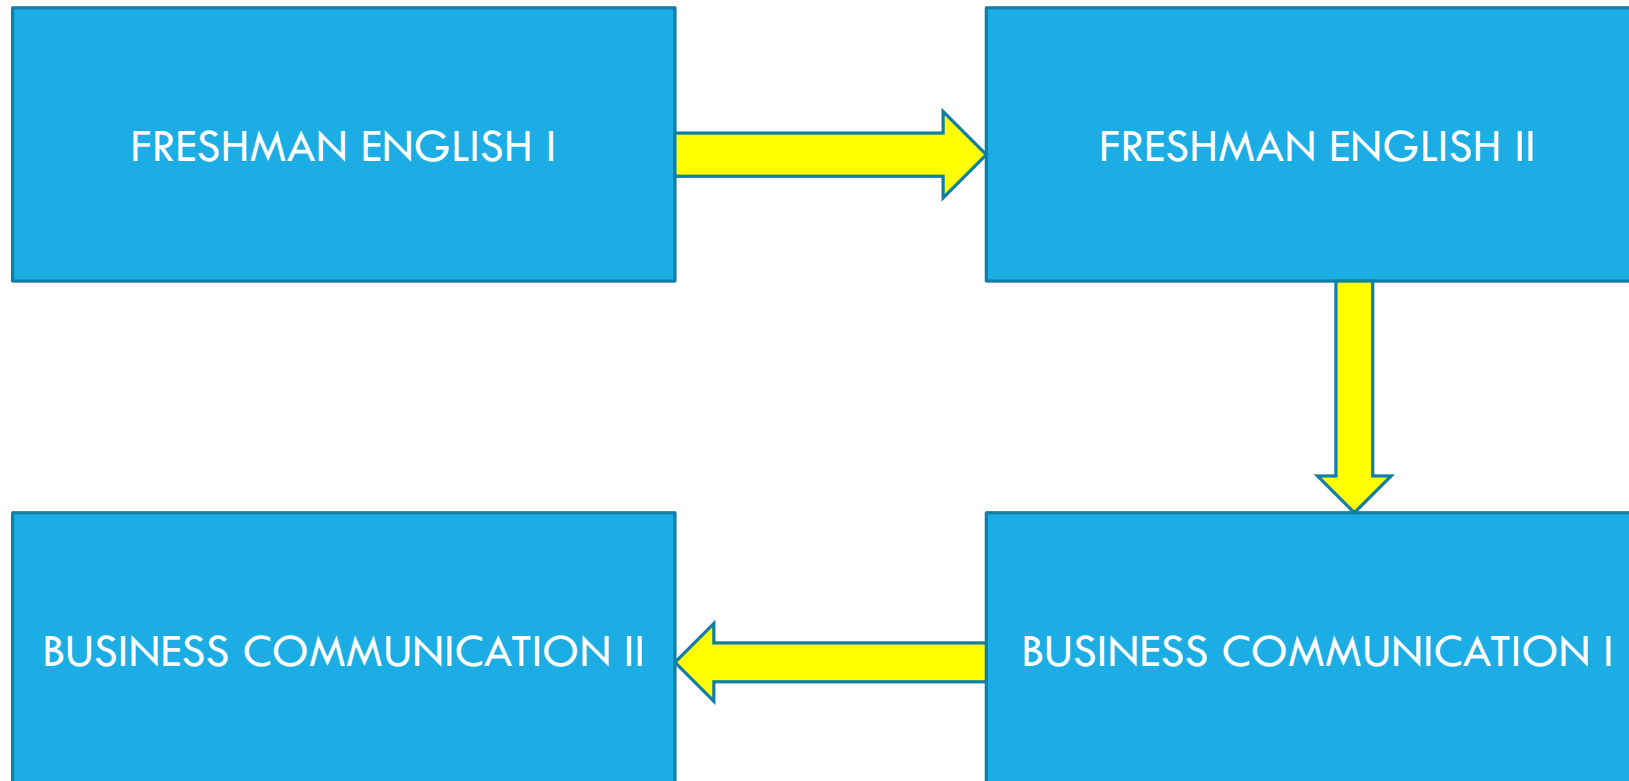 FRESHMAN ENGLISH I
FRESHMAN ENGLISH II
BUSINESS COMMUNICATION II
BUSINESS COMMUNICATION I